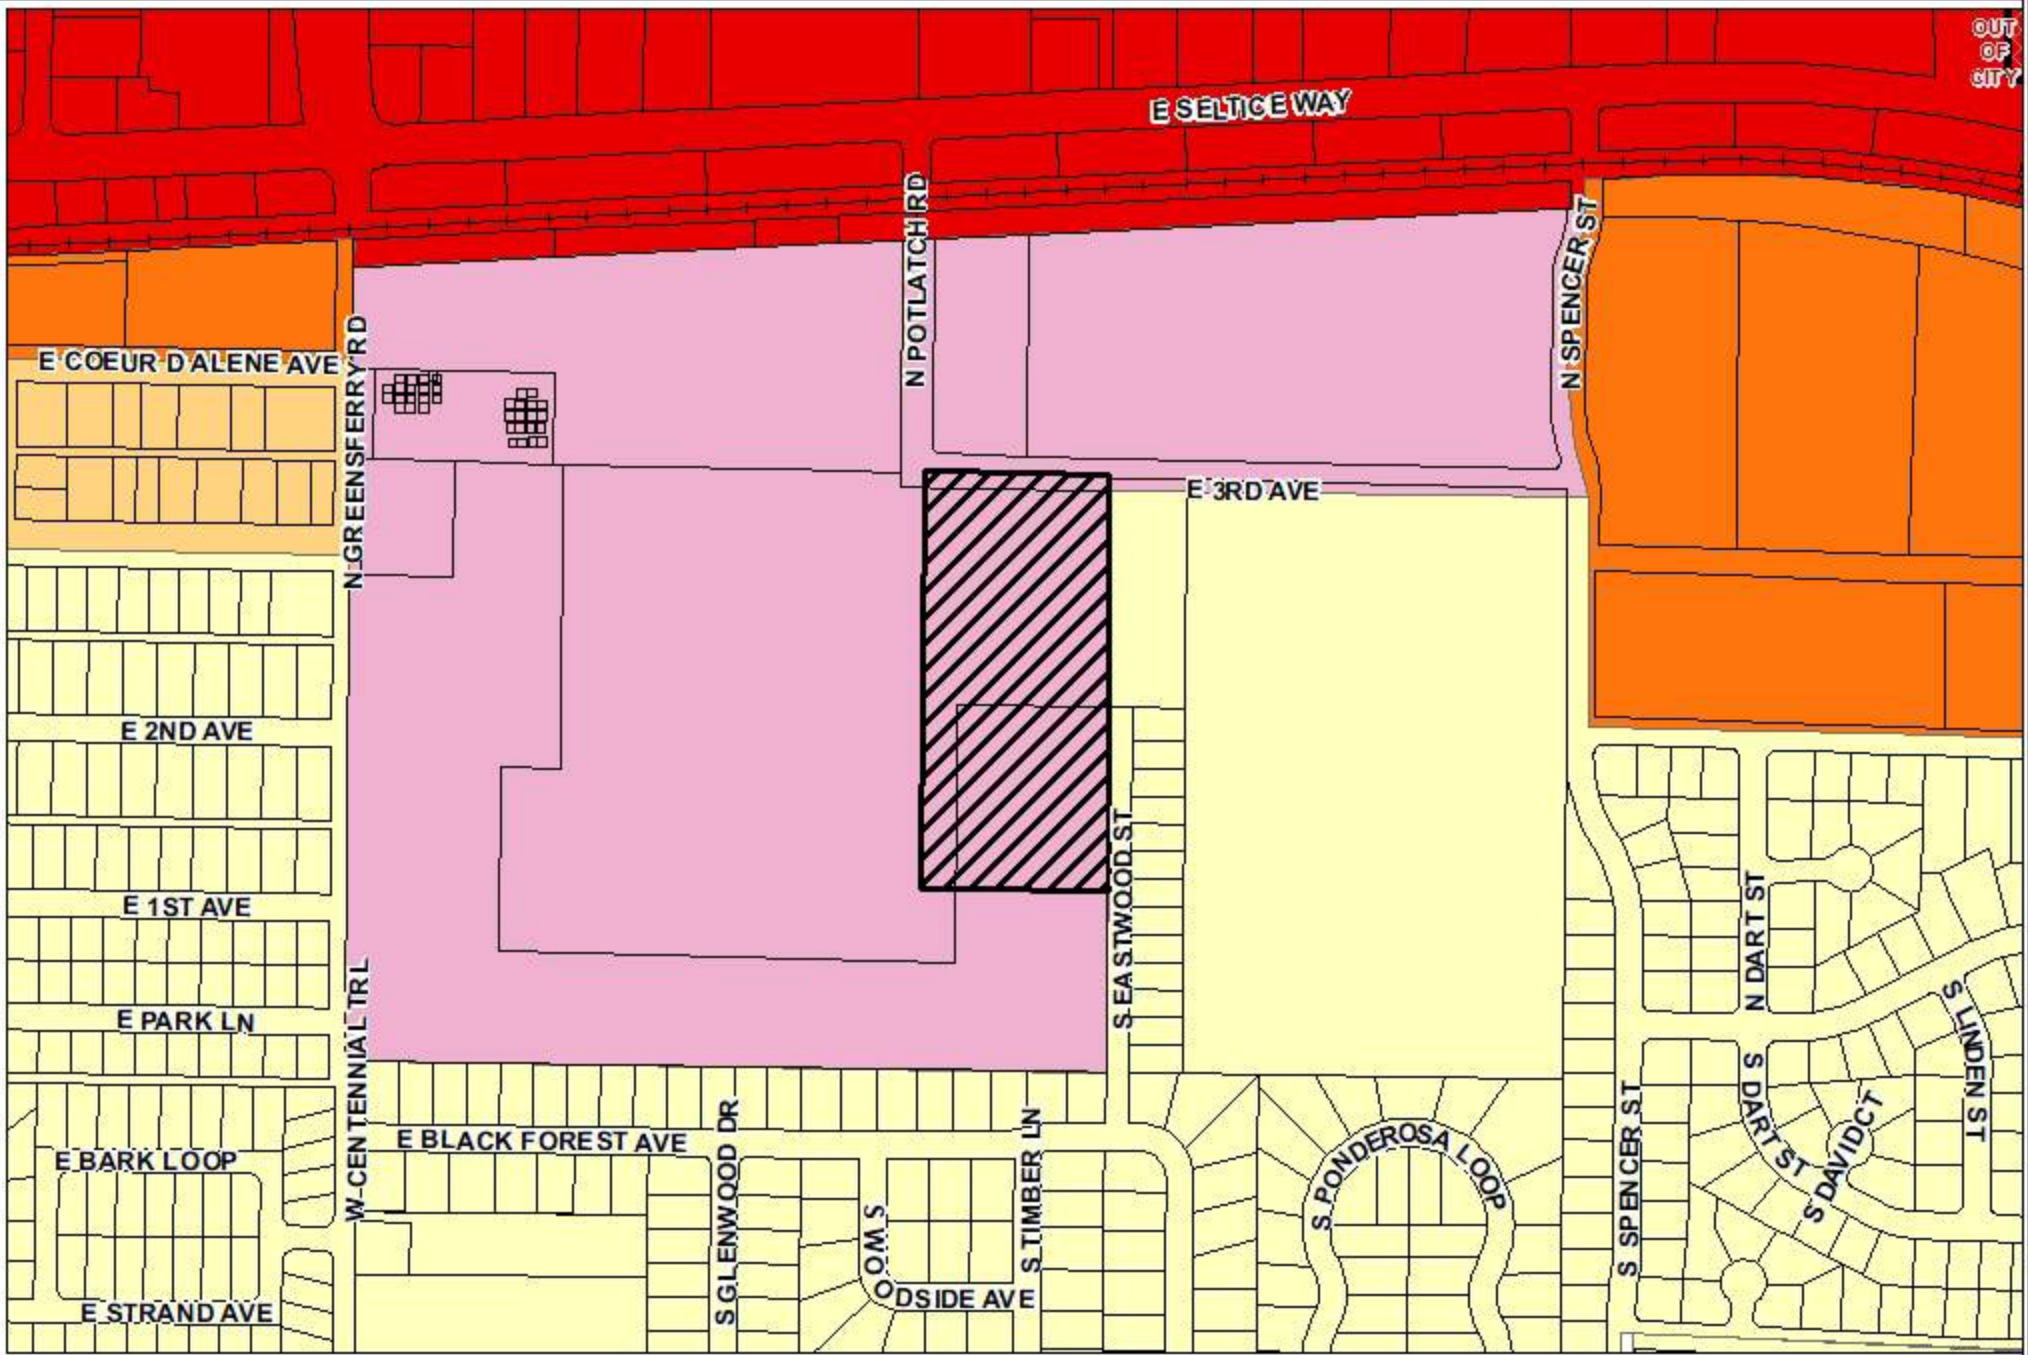 OUT
OF
CITY
E SELTICE WAY
N POTLATCH RD
N SPENCER ST
E COEUR D ALENE AVE
N GREENSFERRY RD
E 3RD AVE
E 2ND AVE
E 1ST AVE
S EASTWOOD ST
N DART ST
E PARK LN
W CENTENNIAL TRL
S LINDEN ST
S DART ST
S DAVID CT
E BLACK FOREST AVE
S GLENWOOD DR
S TIMBER LN
S PONDEROSA LOOP
S SPENCER ST
E BARK LOOP
S WOODSIDE AVE
E STRAND AVE